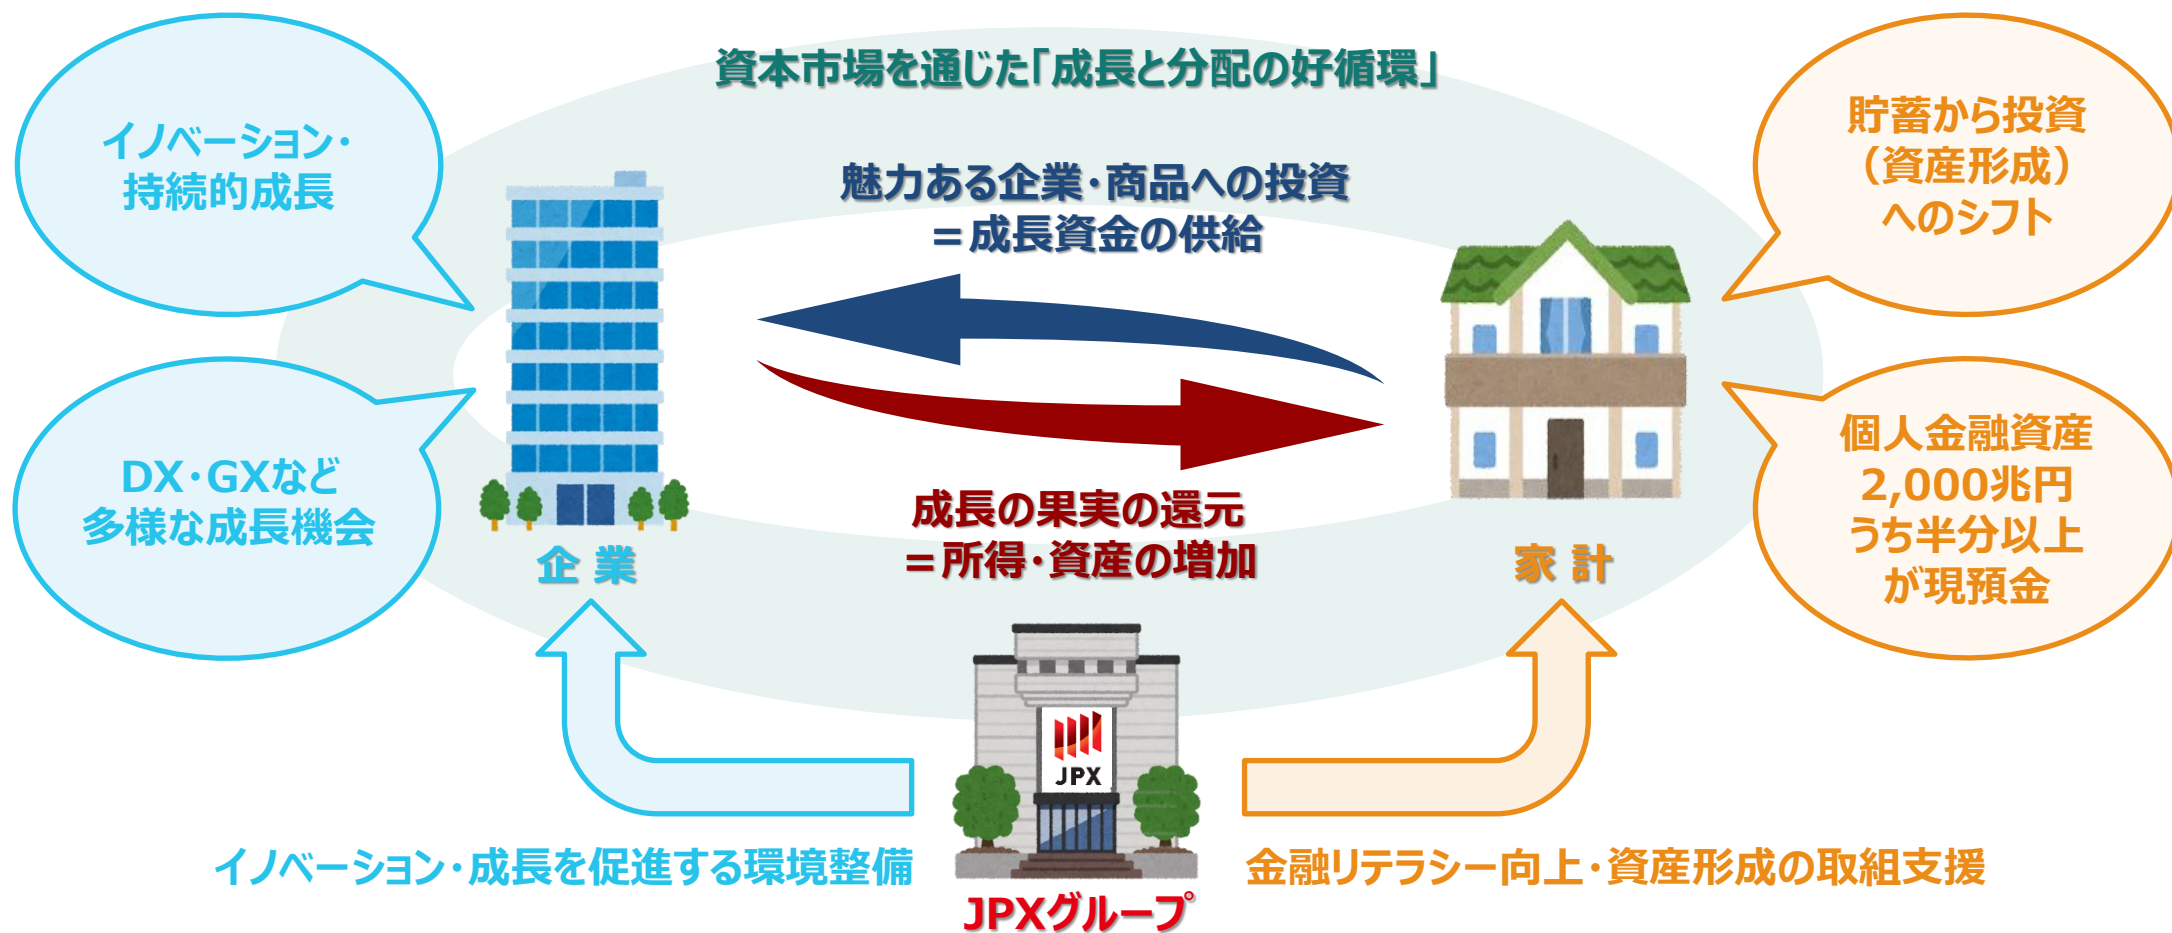 資本市場を通じた「成長と分配の好循環」
イノベーション・
持続的成長
魅力ある企業・商品への投資
＝成長資金の供給
貯蓄から投資
（資産形成）
へのシフト
DX・GXなど
多様な成長機会
個人金融資産
2,000兆円
うち半分以上
が現預金
成長の果実の還元
＝所得・資産の増加
企 業
家 計
JPX
イノベーション・成長を促進する環境整備
金融リテラシー向上・資産形成の取組支援
JPXグループ